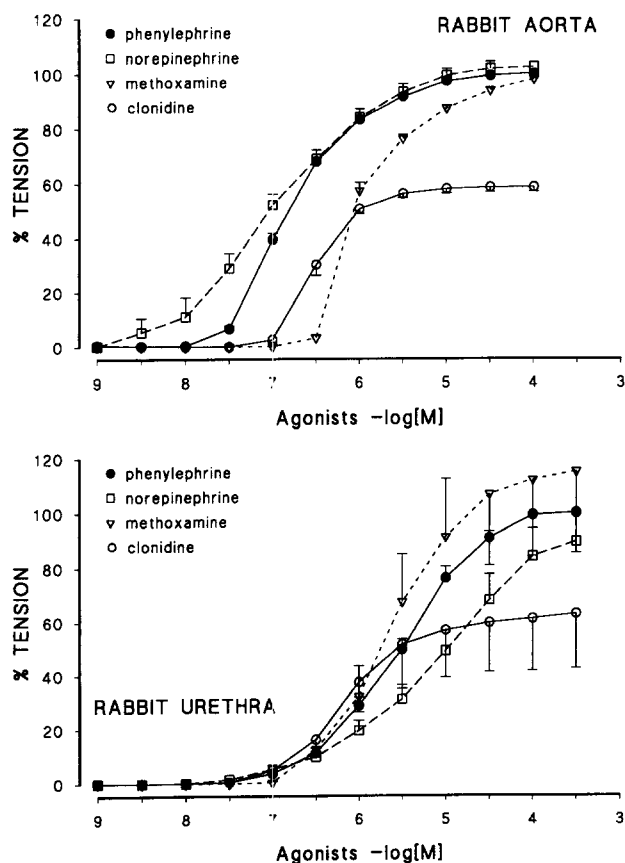 RABBIT AORTA
phenylephrine
norepinephrine
methoxamine
clonidine
% TENSION
120
100
80
60
40
20
0
9 8 7 6 5 4 3
Agonists -log[M]
phenylephrine
norepinephrine
methoxamine
clonidine
% TENSION
120
100
80
60
40
20
0
RABBIT URETHRA
9 8 7 6 5 4 3
Agonists -log[M]